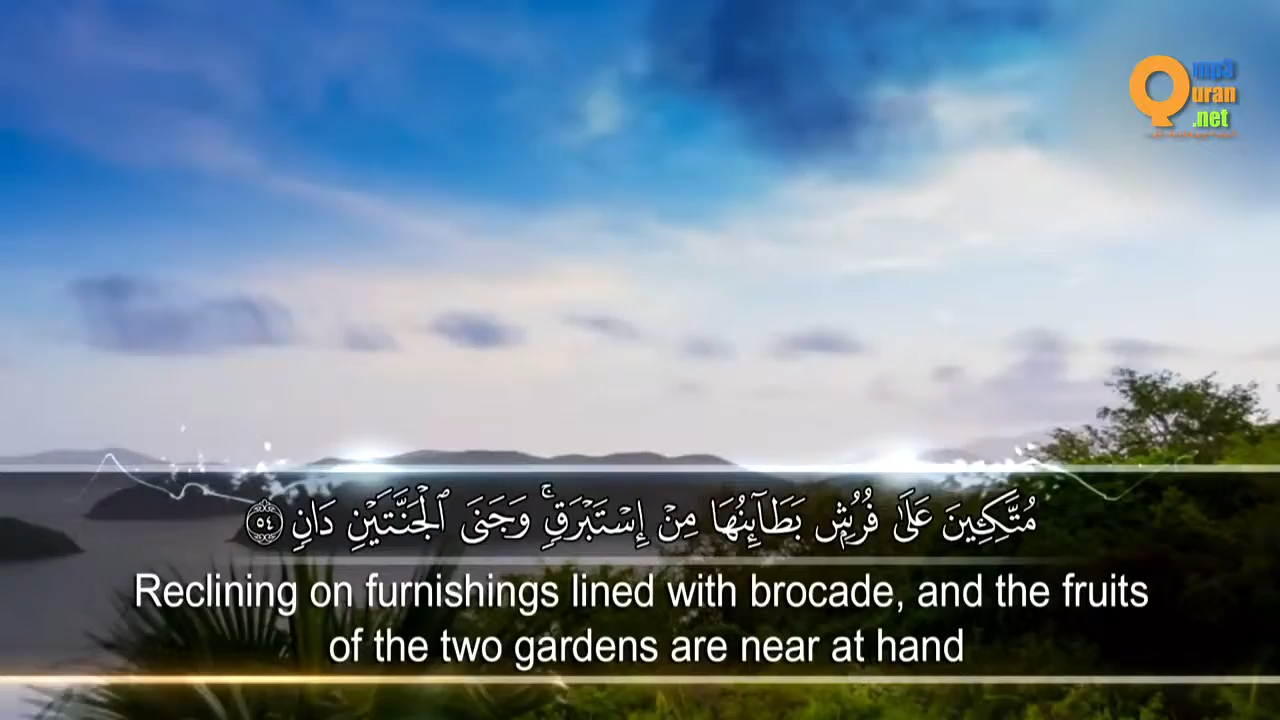 mp3
Quran
.net
مُتَّكِـِٔينَ عَلَىٰ فُرُشِۭ بَطَآئِنُهَا مِنۡ إِسۡتَبۡرَقٖۚ وَجَنَى ٱلۡجَنَّتَيۡنِ دَانٖ ٥٤
Reclining on furnishings lined with brocade, and the fruits
of the two gardens are near at hand